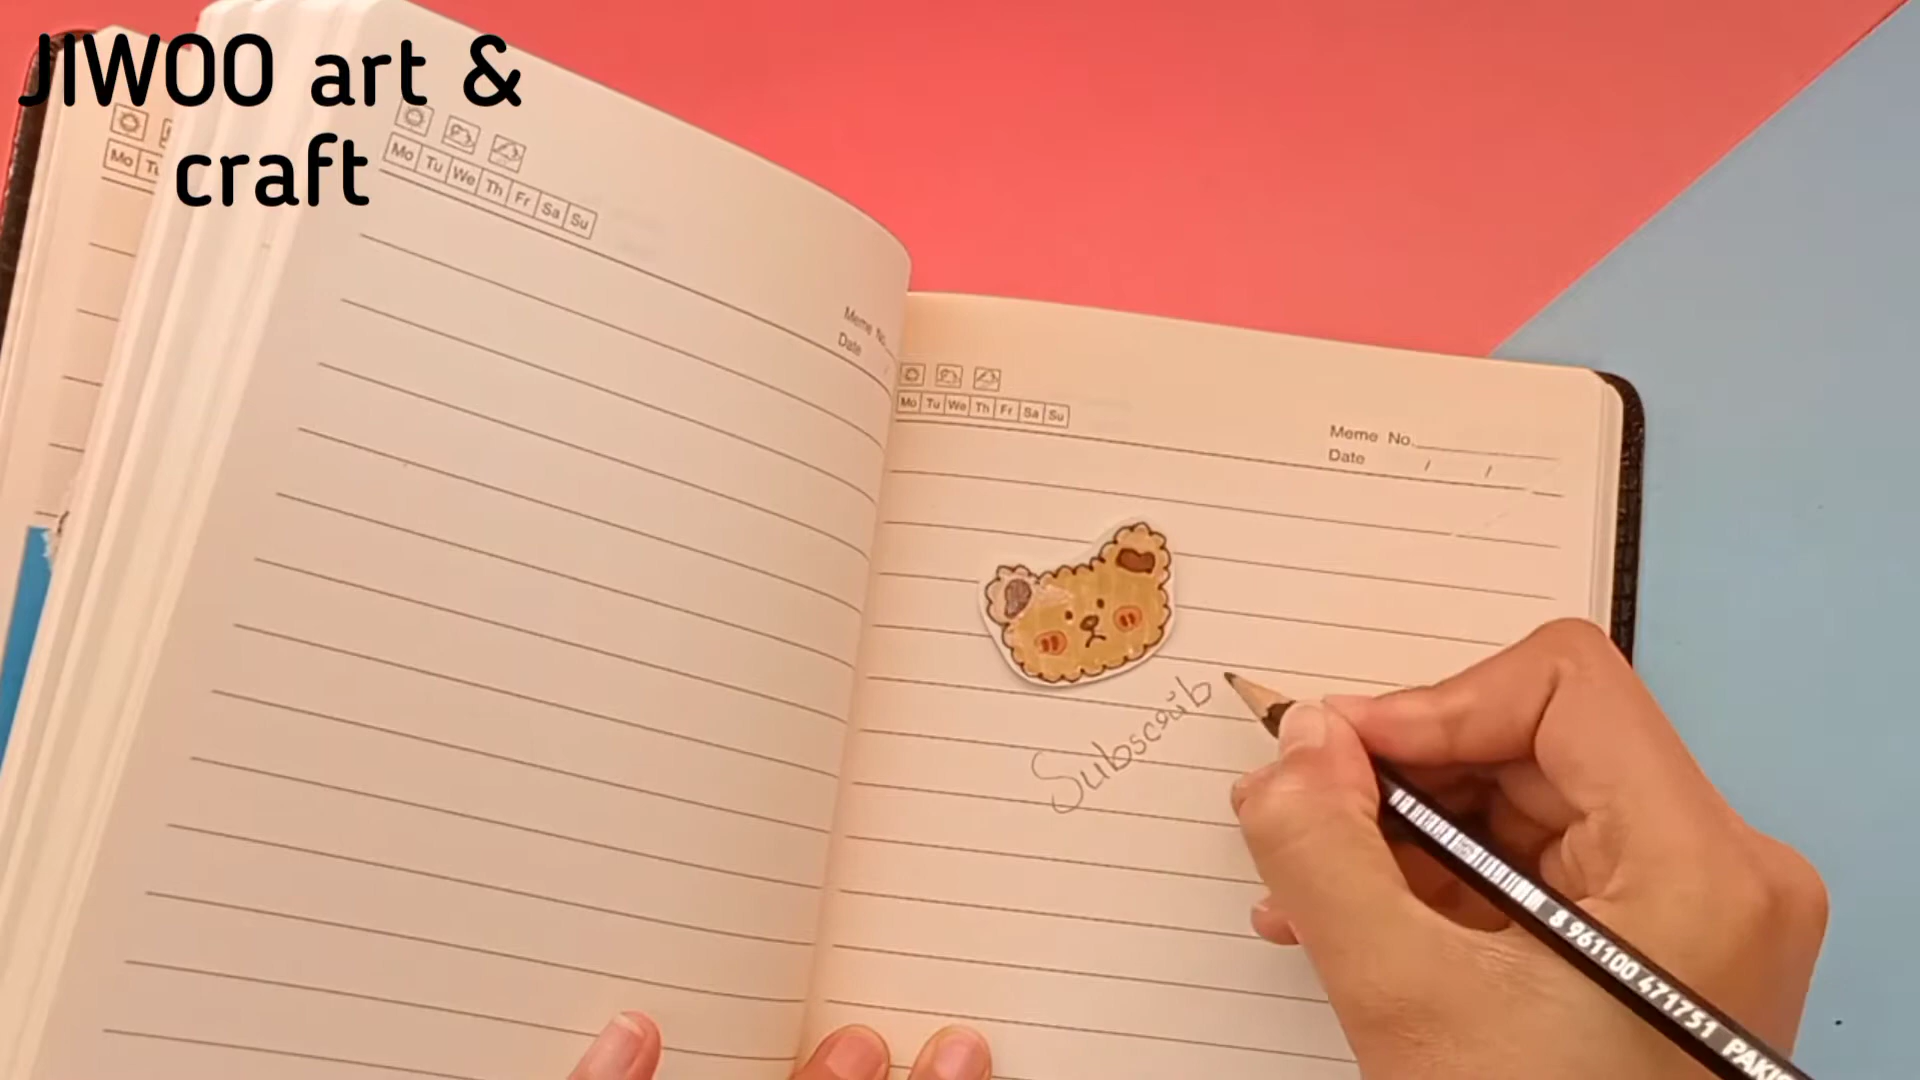 JIWOO art &
craft
Mo Tu
Mo Tu We Th Fr Sa Su
Meme No.
Date
Mo Tu We Th Fr Sa Su
Meme No.
Date / /
Subscrib
8 961100 471751 PAKIS